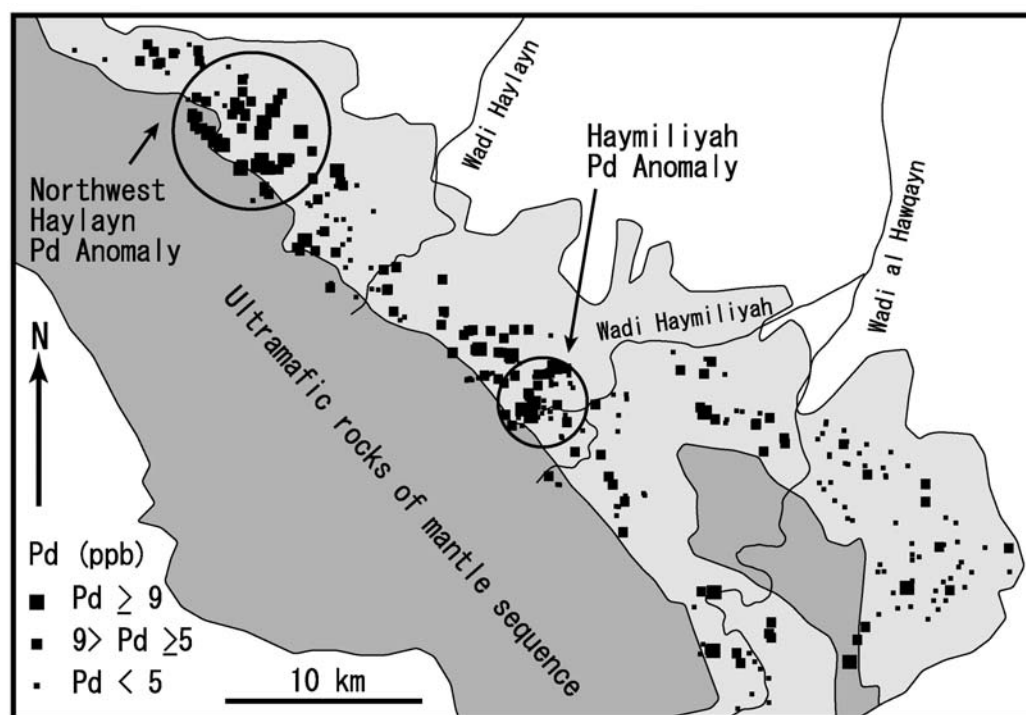 Wadi Haylayn
Wadi al Hawqayn
Haymiliyah
Pd Anomaly
Northwest
Haylayn
Pd Anomaly
Wadi Haymiliyah
Ultramafic rocks of mantle sequence
N
Pd (ppb)
Pd ≥ 9
9> Pd ≥5
Pd < 5
10 km